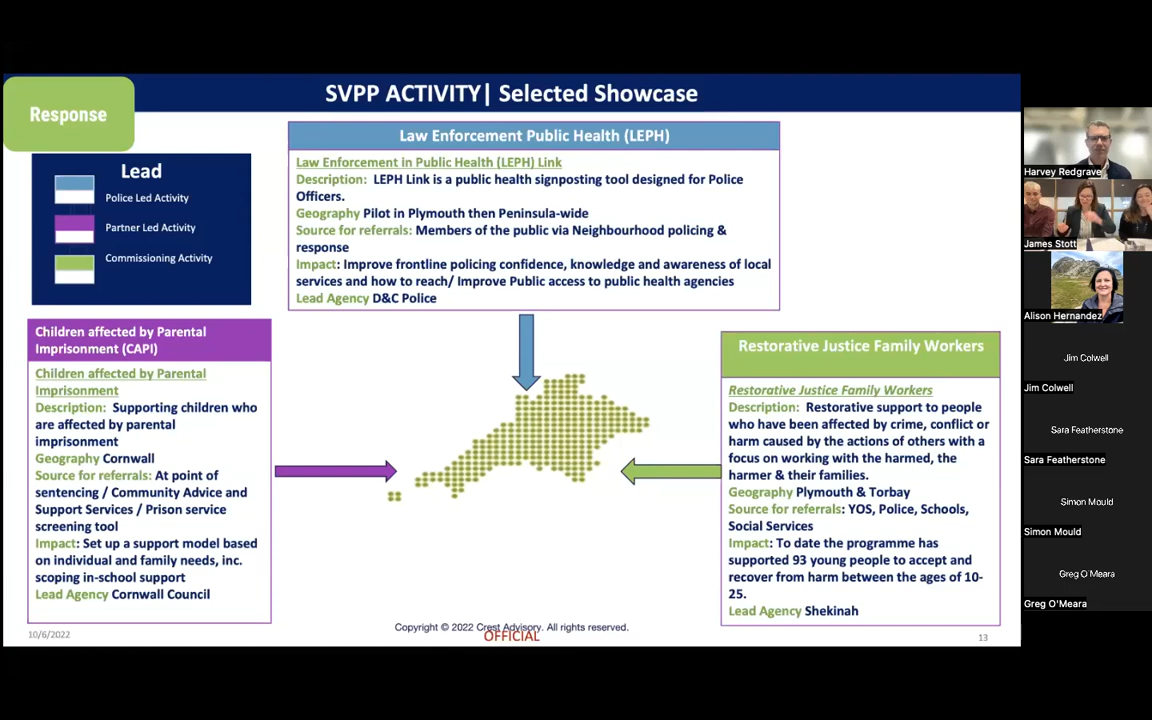 SVPP ACTIVITY| Selected Showcase
Response
Lead
Police Led Activity
Partner Led Activity
Commissioning Activity
Law Enforcement Public Health (LEPH)
Law Enforcement in Public Health (LEPH) Link
Description: LEPH Link is a public health signposting tool designed for Police
Officers.
Geography Pilot in Plymouth then Peninsula-wide
Source for referrals: Members of the public via Neighbourhood policing &
response
Impact: Improve frontline policing confidence, knowledge and awareness of local
services and how to reach/ Improve Public access to public health agencies
Lead Agency D&C Police
Children affected by Parental
Imprisonment (CAPI)
Children affected by Parental
Imprisonment
Description: Supporting children who
are affected by parental
imprisonment
Geography Cornwall
Source for referrals: At point of
sentencing / Community Advice and
Support Services / Prison service
screening tool
Impact: Set up a support model based
on individual and family needs, inc.
scoping in-school support
Lead Agency Cornwall Council
Restorative Justice Family Workers
Restorative Justice Family Workers
Description: Restorative support to people
who have been affected by crime, conflict or
harm caused by the actions of others with a
focus on working with the harmed, the
harmer & their families.
Geography Plymouth & Torbay
Source for referrals: YOS, Police, Schools,
Social Services
Impact: To date the programme has
supported 93 young people to accept and
recover from harm between the ages of 10-
25.
Lead Agency Shekinah
10/6/2022
Copyright © 2022 Crest Advisory. All rights reserved.
OFFICIAL
13
Harvey Redgrave
James Stott
Alison Hernandez
Jim Colwell
Jim Colwell
Sara Featherstone
Sara Featherstone
Simon Mould
Simon Mould
Greg O'Meara
Greg O'Meara